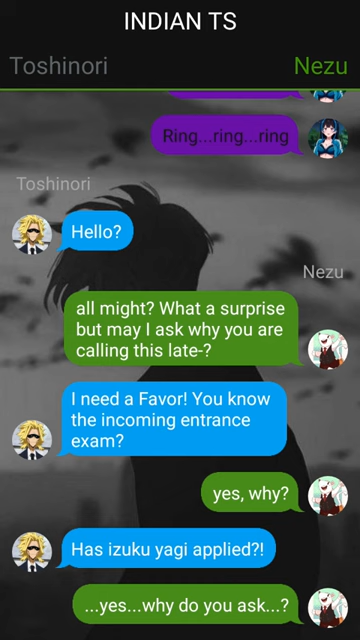 INDIAN TS
Toshinori
Nezu
Ring...ring...ring
Toshinori
Hello?
Nezu
all might? What a surprise
but may I ask why you are
calling this late-?
I need a Favor! You know
the incoming entrance
exam?
yes, why?
Has izuku yagi applied?!
...yes...why do you ask...?